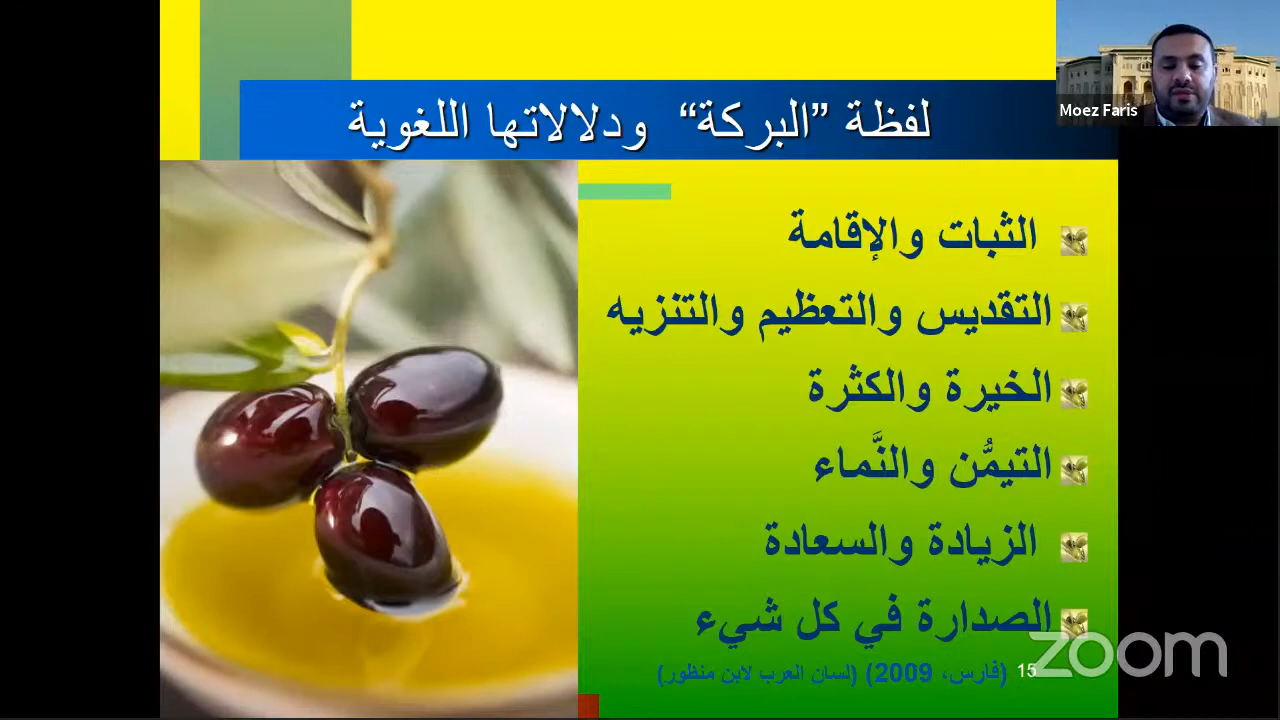 لفظة ”البركة“ ودلالاتها اللغوية
Moez Faris
الثبات والإقامة
التقديس والتعظيم والتنزيه
الخيرة والكثرة
التيمُّن والنَّماء
الزيادة والسعادة
الصدارة في كل شيء
(فارس، 2009) (لسان العرب لابن منظور)
15
zoom